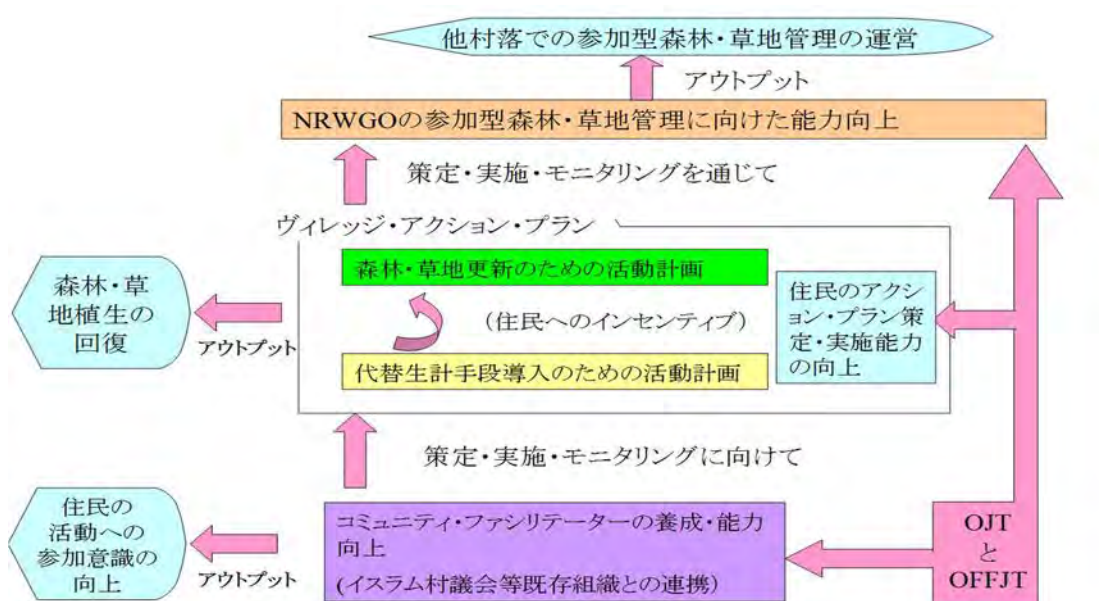 他村落での参加型森林・草地管理の運営
アウトプット
NRWGOの参加型森林・草地管理に向けた能力向上
策定・実施・モニタリングを通じて
ヴィレッジ・アクション・プラン
森林・草地更新のための活動計画
森林・草
地植生の
回復
アウトプット
(住民へのインセンティブ)
住民のアクシ
ョン・プラン策
定・実施能力
の向上
代替生計手段導入のための活動計画
策定・実施・モニタリングに向けて
住民の
活動への
参加意識の
向上
アウトプット
コミュニティ・ファシリテーターの養成・能力
向上
(イスラム村議会等既存組織との連携)
OJT
と
OFFJT